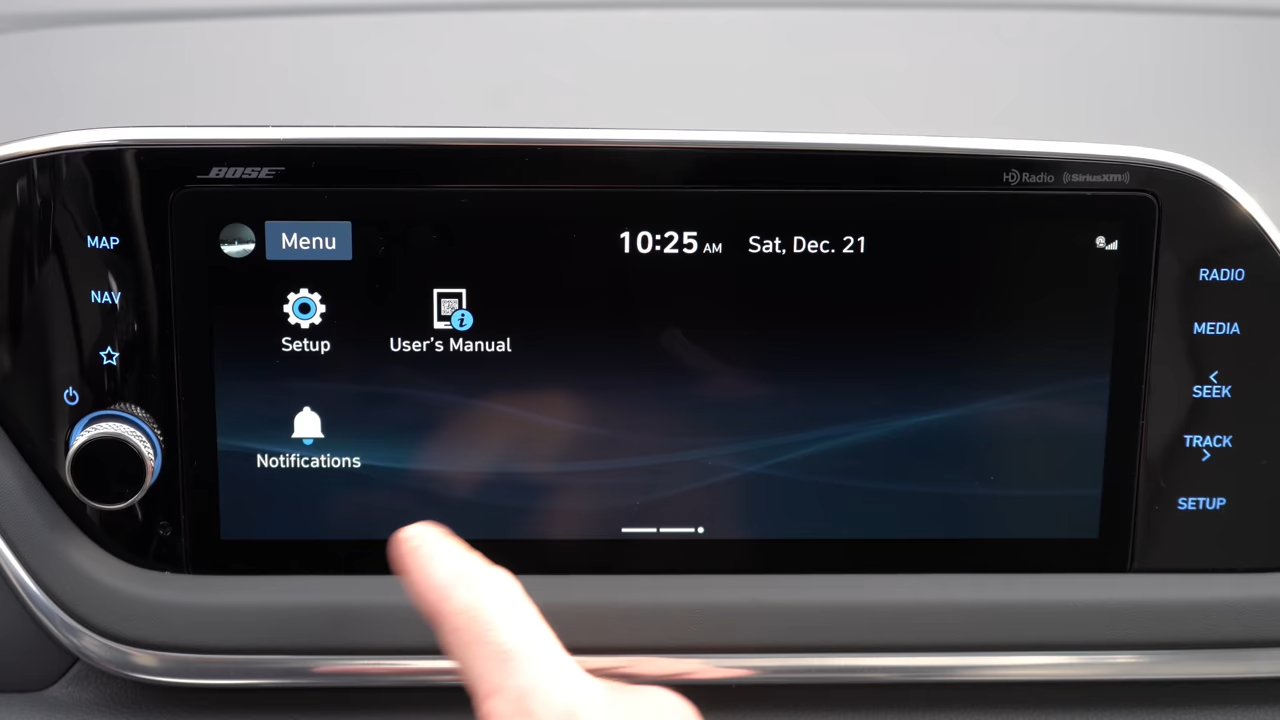 BOSE
HD Radio
SiriusXM
MAP
NAV
Menu
10:25 AM
Sat, Dec. 21
Setup
User's Manual
Notifications
RADIO
MEDIA
< SEEK
TRACK >
SETUP